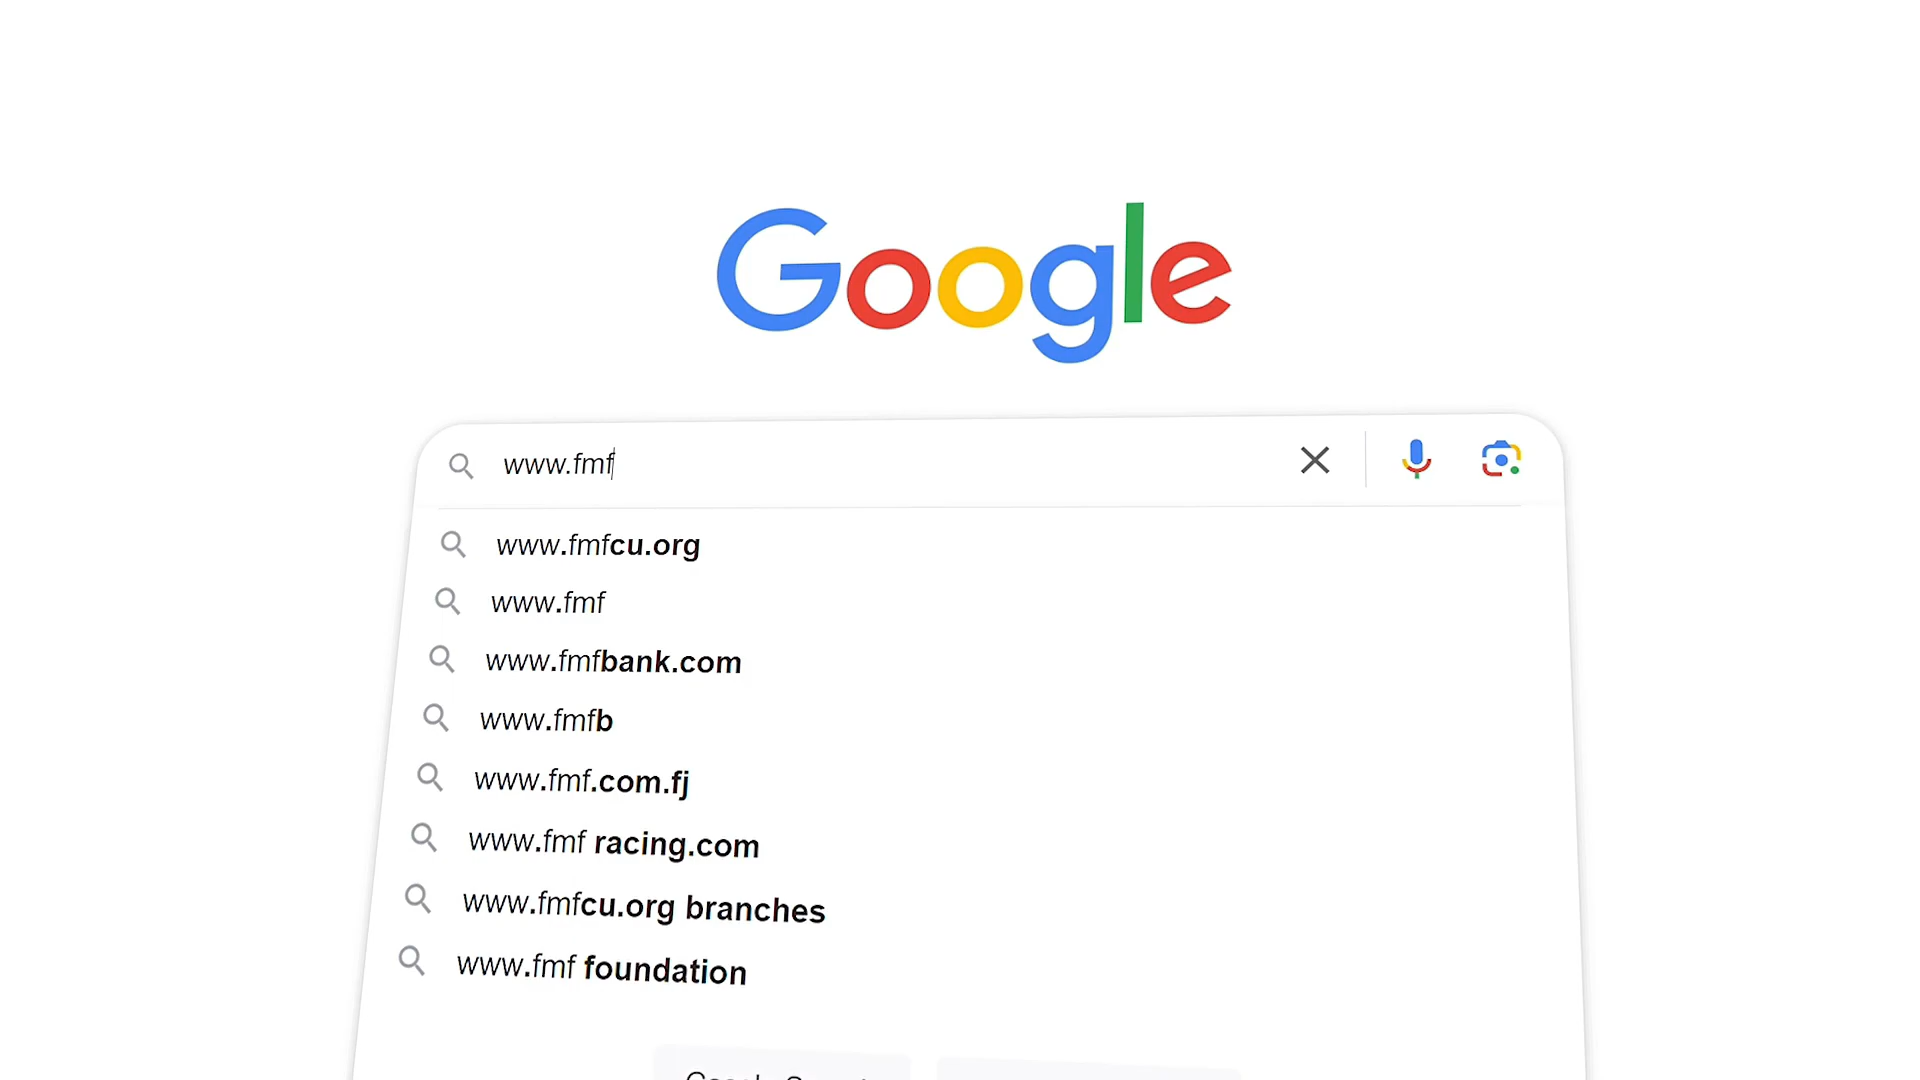 Google
www.fmf
www.fmfcu.org
www.fmf
www.fmfbank.com
www.fmfb
www.fmf.com.fj
www.fmf racing.com
www.fmfcu.org branches
www.fmf foundation
Google